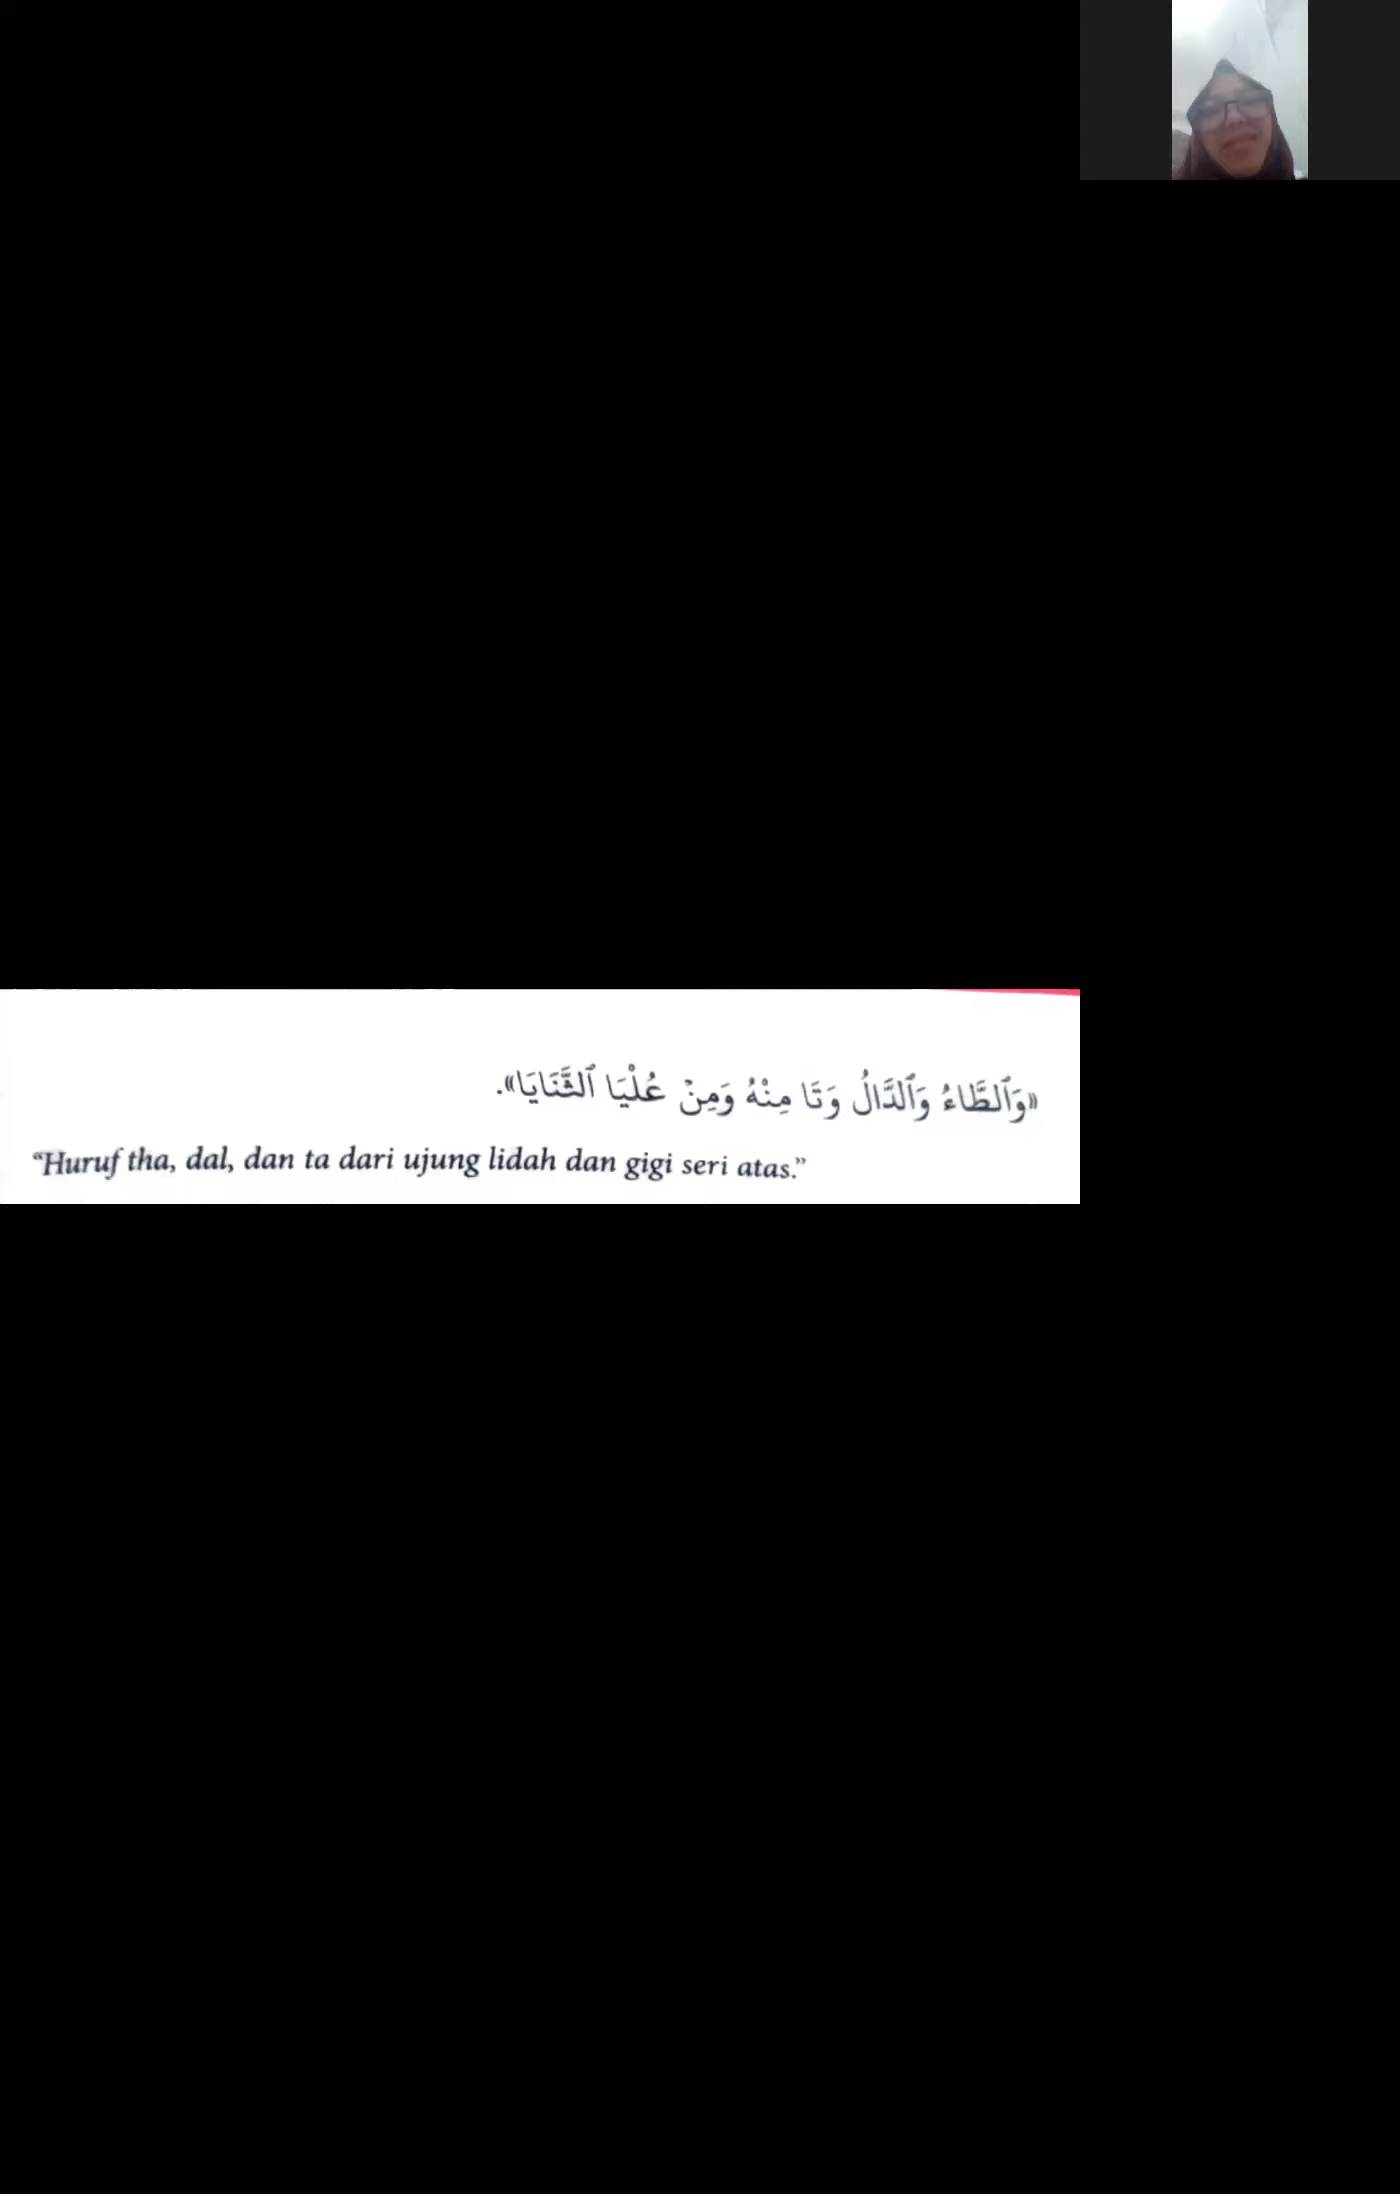 «وَٱلطَّاءُ وَٱلدَّالُ وَتَا مِنْهُ وَمِنْ عُلْيَا ٱلثَّنَايَا».
“Huruf tha, dal, dan ta dari ujung lidah dan gigi seri atas.”